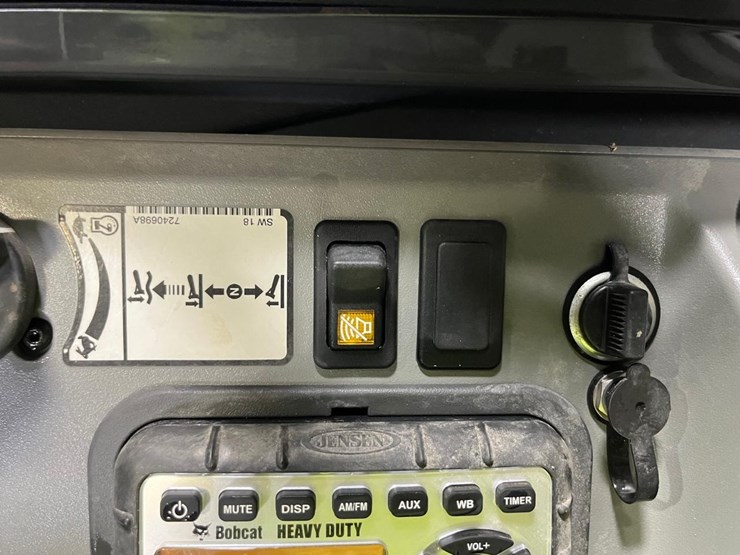 SW 18
7240698A
N
JENSEN
MUTE
DISP
AM/FM
AUX
WB
TIMER
Bobcat HEAVY DUTY
VOL+